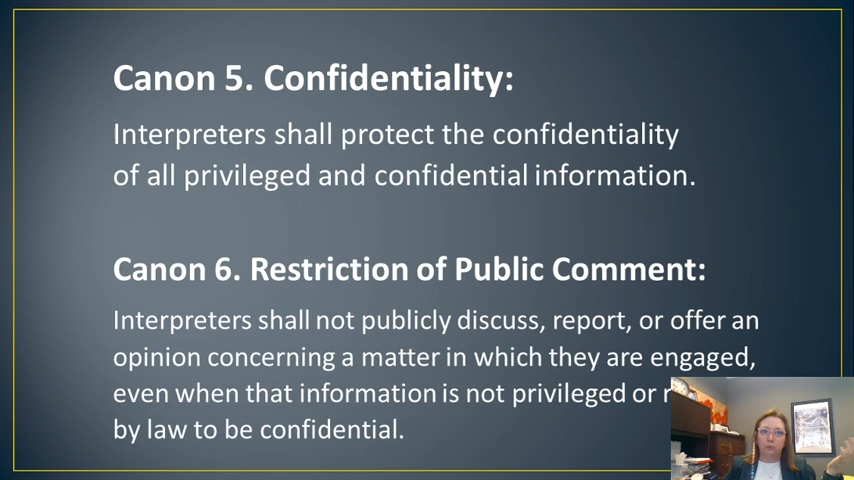 Canon 5. Confidentiality:
Interpreters shall protect the confidentiality
of all privileged and confidential information.
Canon 6. Restriction of Public Comment:
Interpreters shall not publicly discuss, report, or offer an
opinion concerning a matter in which they are engaged,
even when that information is not privileged or
by law to be confidential.